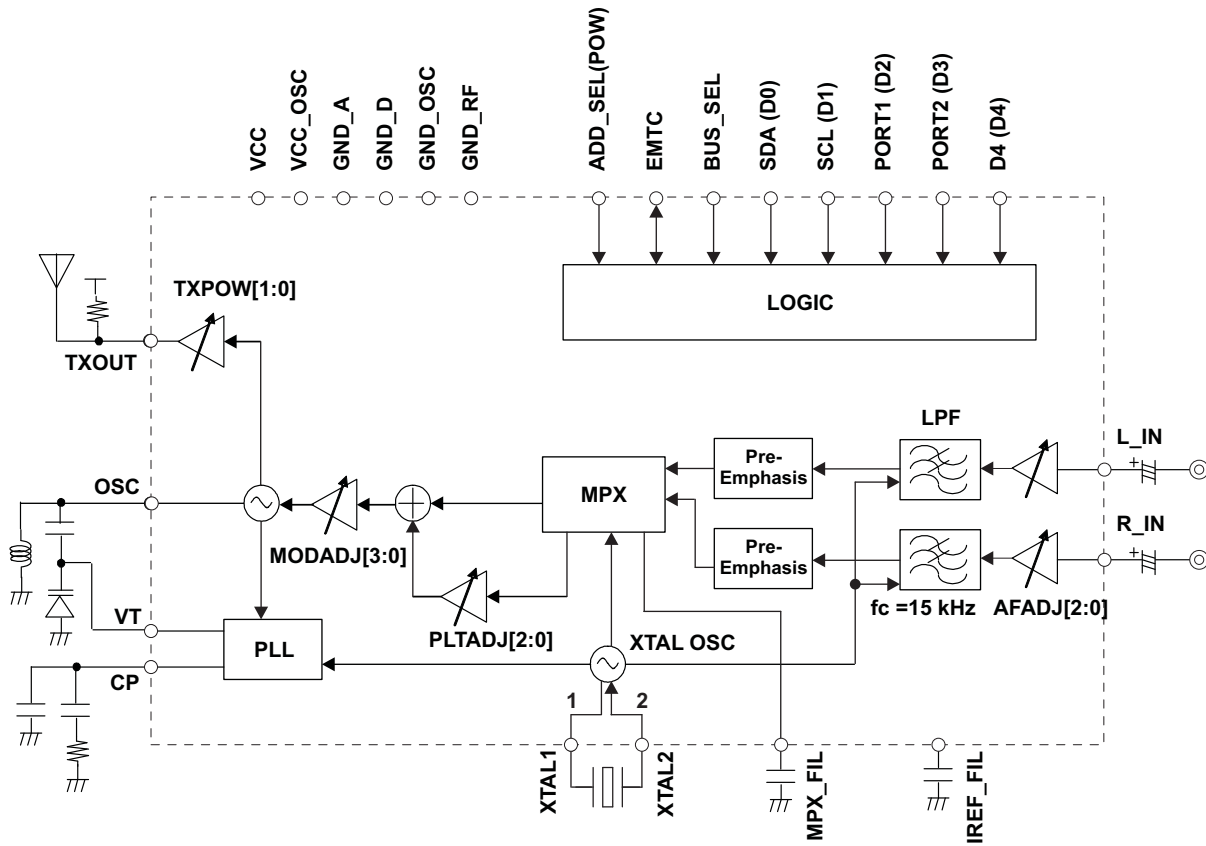 VCC
VCC_OSC
GND_A
GND_D
GND_OSC
GND_RF
ADD_SEL(POW)
EMTC
BUS_SEL
SDA (D0)
SCL (D1)
PORT1 (D2)
PORT2 (D3)
D4 (D4)
TXPOW[1:0]
LOGIC
TXOUT
LPF
L_IN
+
Pre-
Emphasis
OSC
MPX
R_IN
+
MODADJ[3:0]
Pre-
Emphasis
fc =15 kHz
AFADJ[2:0]
VT
PLTADJ[2:0]
XTAL OSC
PLL
CP
1
2
XTAL1
XTAL2
MPX_FIL
IREF_FIL